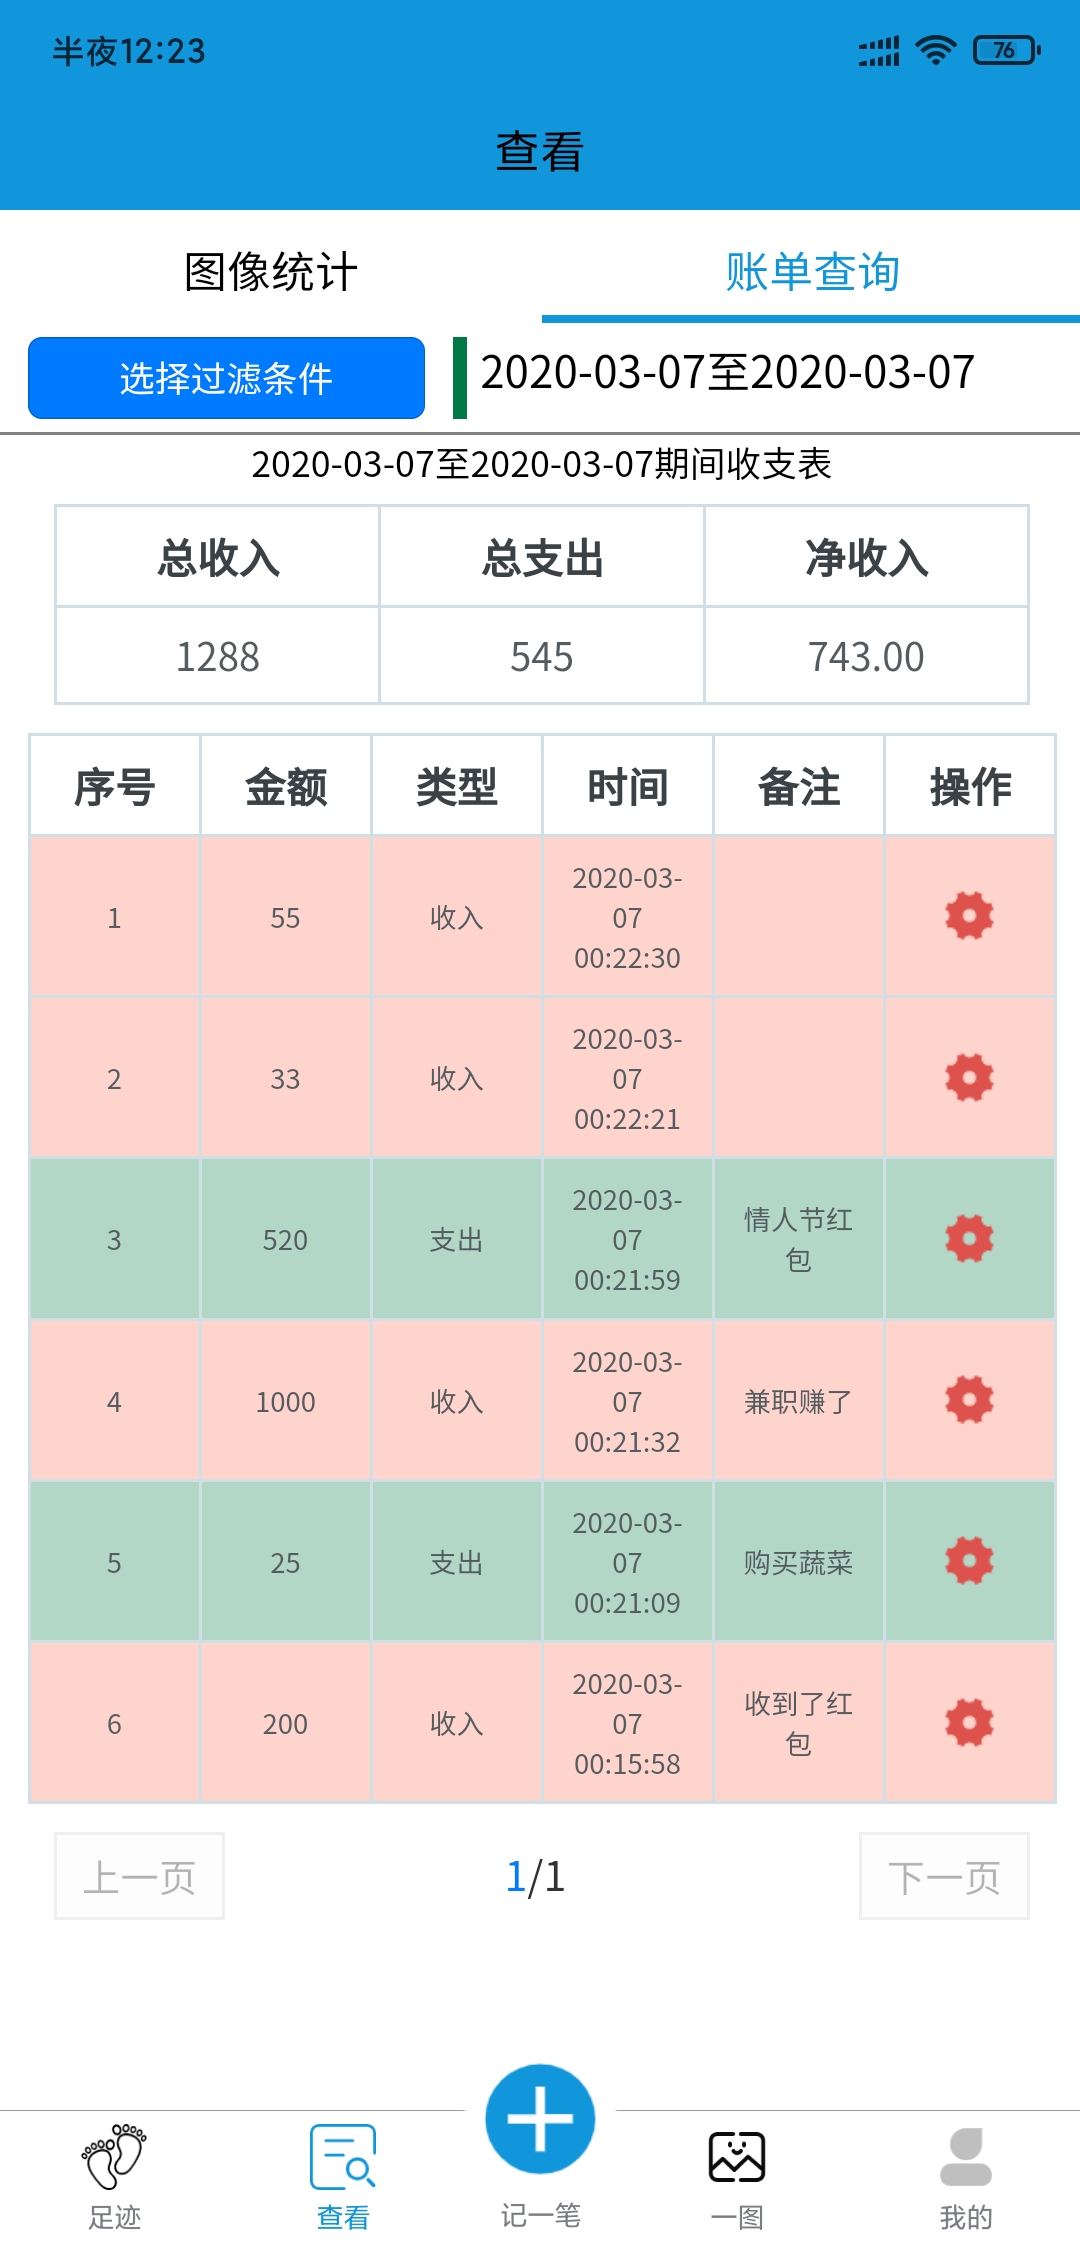 半夜12:23
76
查看
图像统计 账单查询
选择过滤条件 2020-03-07至2020-03-07
2020-03-07至2020-03-07期间收支表
总收入 总支出 净收入
1288 545 743.00
序号 金额 类型 时间 备注 操作
1 55 收入 2020-03-07 00:22:30
2 33 收入 2020-03-07 00:22:21
3 520 支出 2020-03-07 00:21:59 情人节红包
4 1000 收入 2020-03-07 00:21:32 兼职赚了
5 25 支出 2020-03-07 00:21:09 购买蔬菜
6 200 收入 2020-03-07 00:15:58 收到了红包
上一页 1/1 下一页
足迹 查看 记一笔 一图 我的